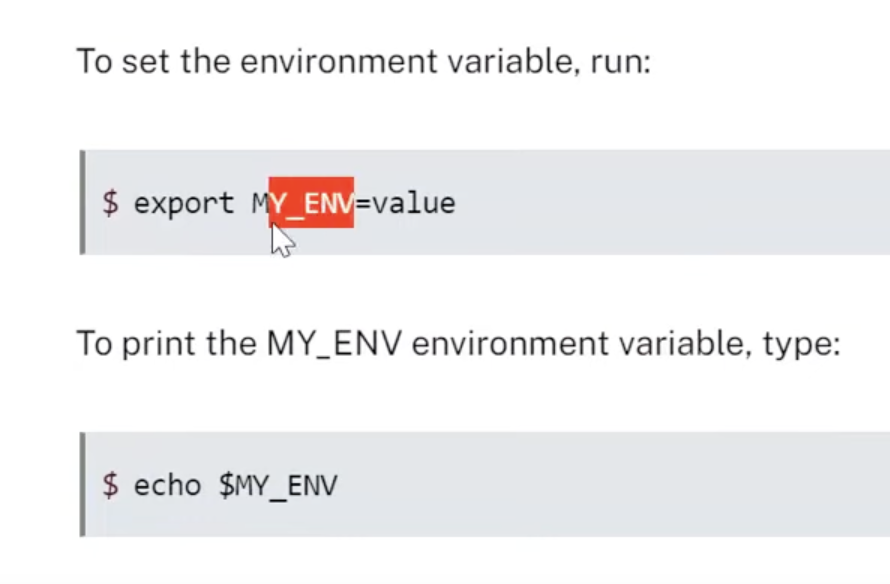 To set the environment variable, run:
$ export MY_ENV=value
To print the MY_ENV environment variable, type:
$ echo $MY_ENV